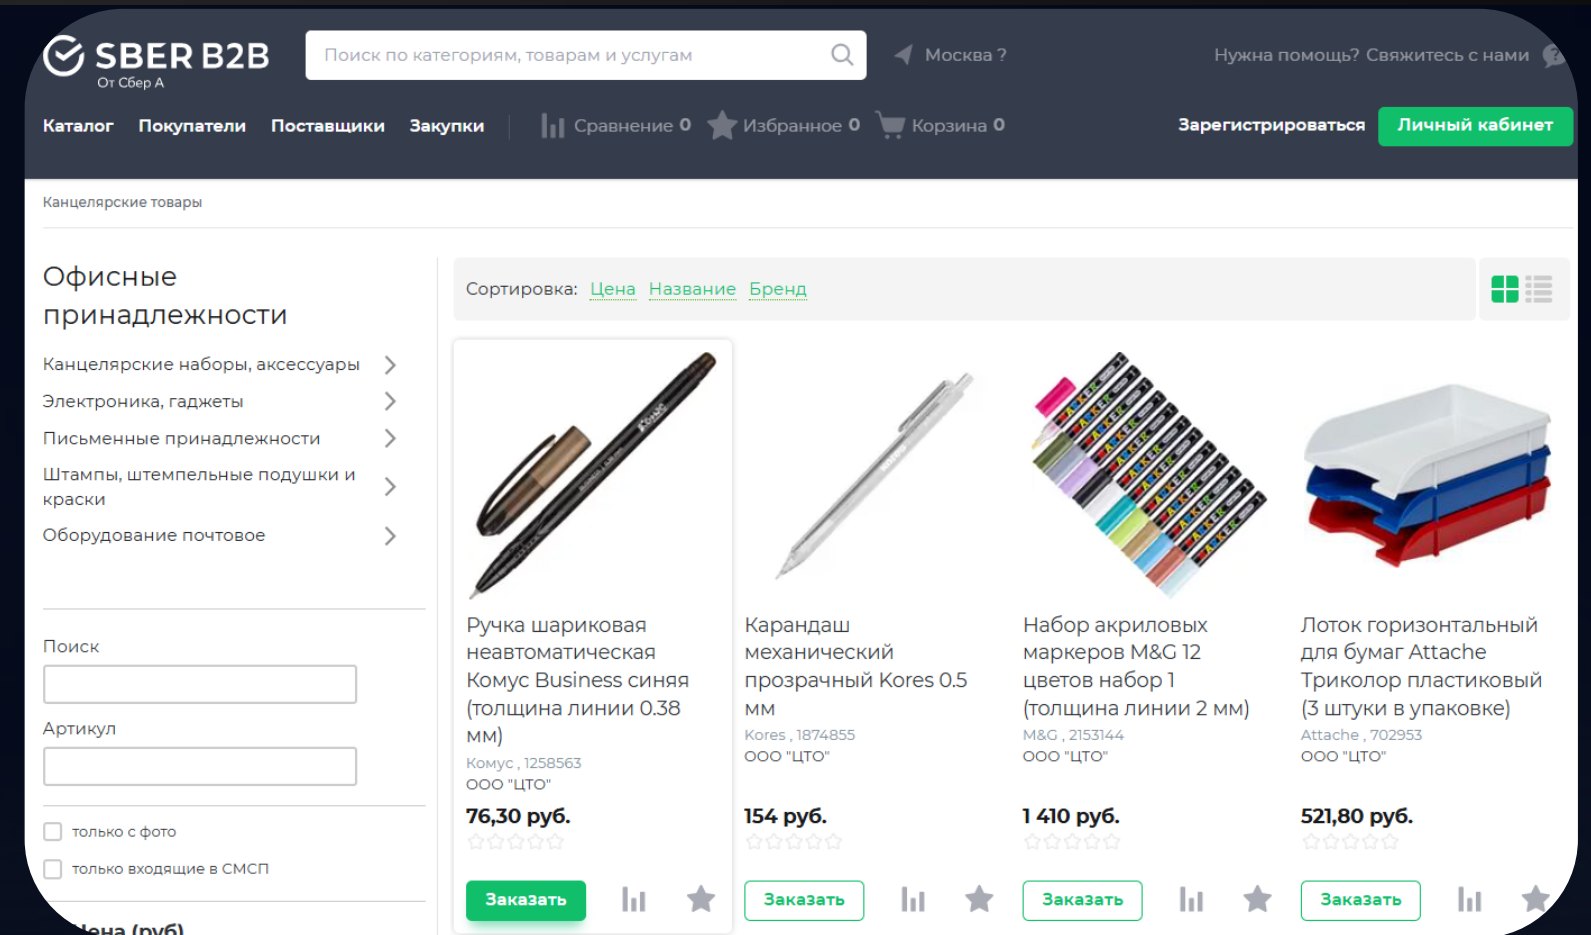 SBER B2B
От Сбер А
Поиск по категориям, товарам и услугам
Москва ?
Нужна помощь? Свяжитесь с нами
?
Каталог Покупатели Поставщики Закупки
Сравнение 0 Избранное 0 Корзина 0
Зарегистрироваться
Личный кабинет
Канцелярские товары
Офисные
принадлежности
Канцелярские наборы, аксессуары
Электроника, гаджеты
Письменные принадлежности
Штампы, штемпельные подушки и
краски
Оборудование почтовое
Поиск
Артикул
только с фото
только входящие в СМСП
Цена (руб)
Сортировка: Цена Название Бренд
Комус
MARKER
Ручка шариковая
неавтоматическая
Комус Business синяя
(толщина линии 0.38
мм)
Комус , 1258563
ООО "ЦТО"
76,30 руб.
Заказать
Карандаш
механический
прозрачный Kores 0.5
мм
Kores , 1874855
ООО "ЦТО"
154 руб.
Заказать
Набор акриловых
маркеров M&G 12
цветов набор 1
(толщина линии 2 мм)
M&G , 2153144
ООО "ЦТО"
1 410 руб.
Заказать
Лоток горизонтальный
для бумаг Attache
Триколор пластиковый
(3 штуки в упаковке)
Attache , 702953
ООО "ЦТО"
521,80 руб.
Заказать